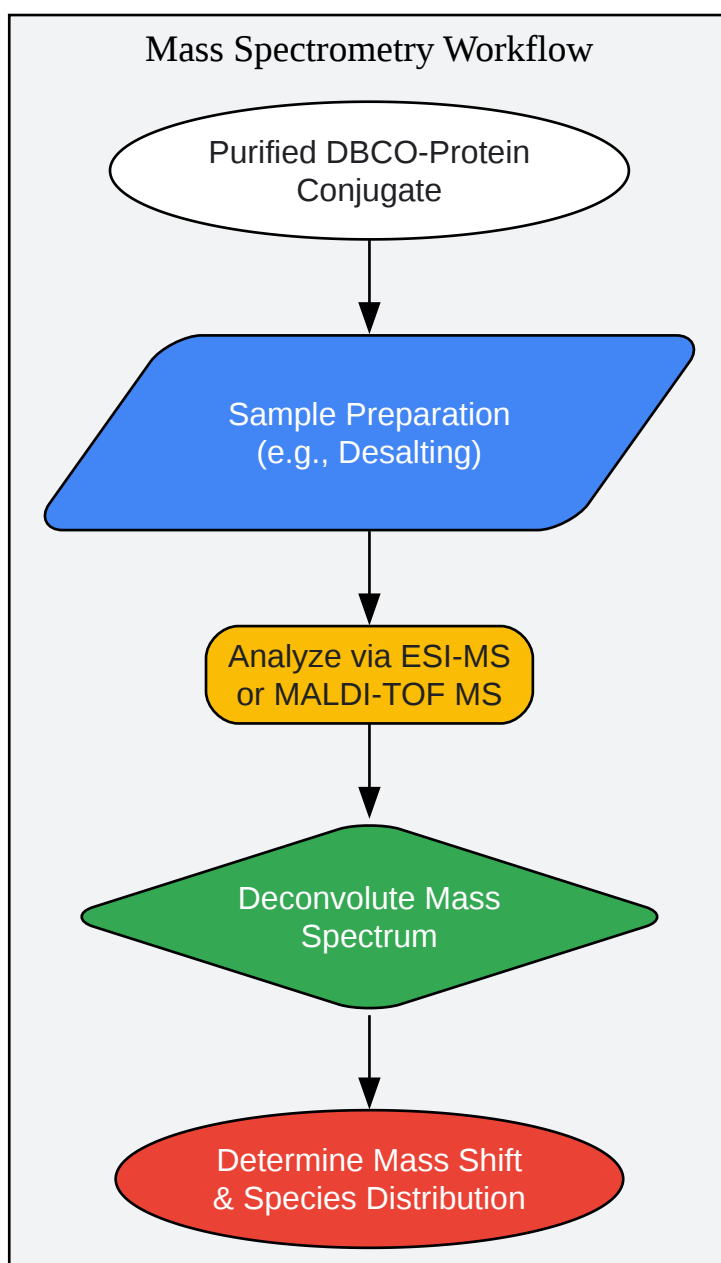 Mass Spectrometry Workflow
Purified DBCO-Protein
Conjugate
Sample Preparation
(e.g., Desalting)
Analyze via ESI-MS
or MALDI-TOF MS
Deconvolute Mass
Spectrum
Determine Mass Shift
& Species Distribution